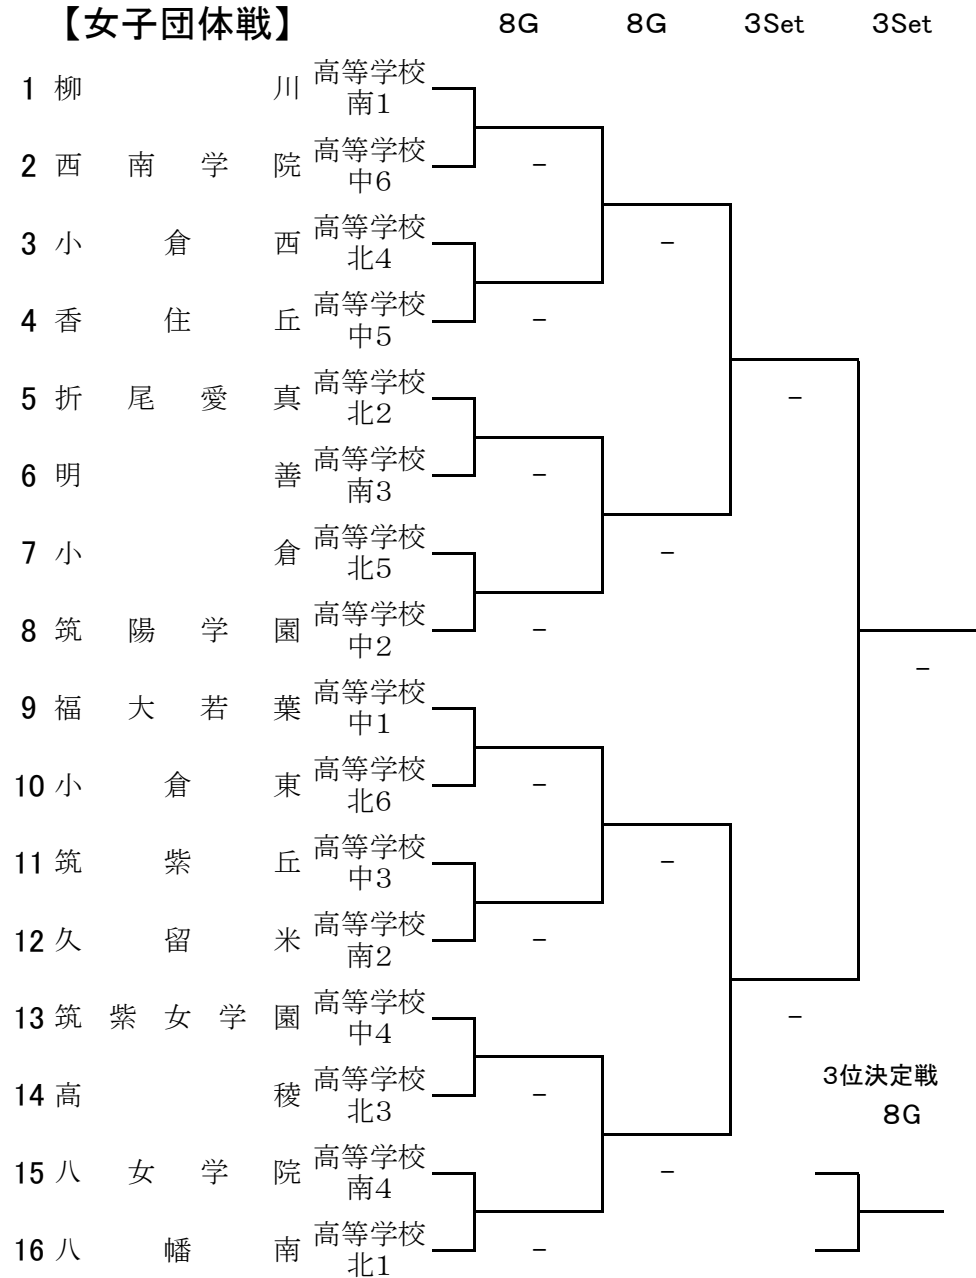 【女子団体戦】 8G 8G 3Set 3Set
1 柳川 高等学校
南1
2 西南学院 高等学校
中6
－
3 小倉西 高等学校
北4
－
4 香住丘 高等学校
中5
－
5 折尾愛真 高等学校
北2
－
6 明善 高等学校
南3
－
7 小倉 高等学校
北5
－
8 筑陽学園 高等学校
中2
－
－
9 福大若葉 高等学校
中1
10 小倉東 高等学校
北6
－
11 筑紫丘 高等学校
中3
－
12 久留米 高等学校
南2
－
13 筑紫女学園 高等学校
中4
－
3位決定戦
14 高稜 高等学校
北3
－
8G
15 八女学院 高等学校
南4
－
16 八幡南 高等学校
北1
－